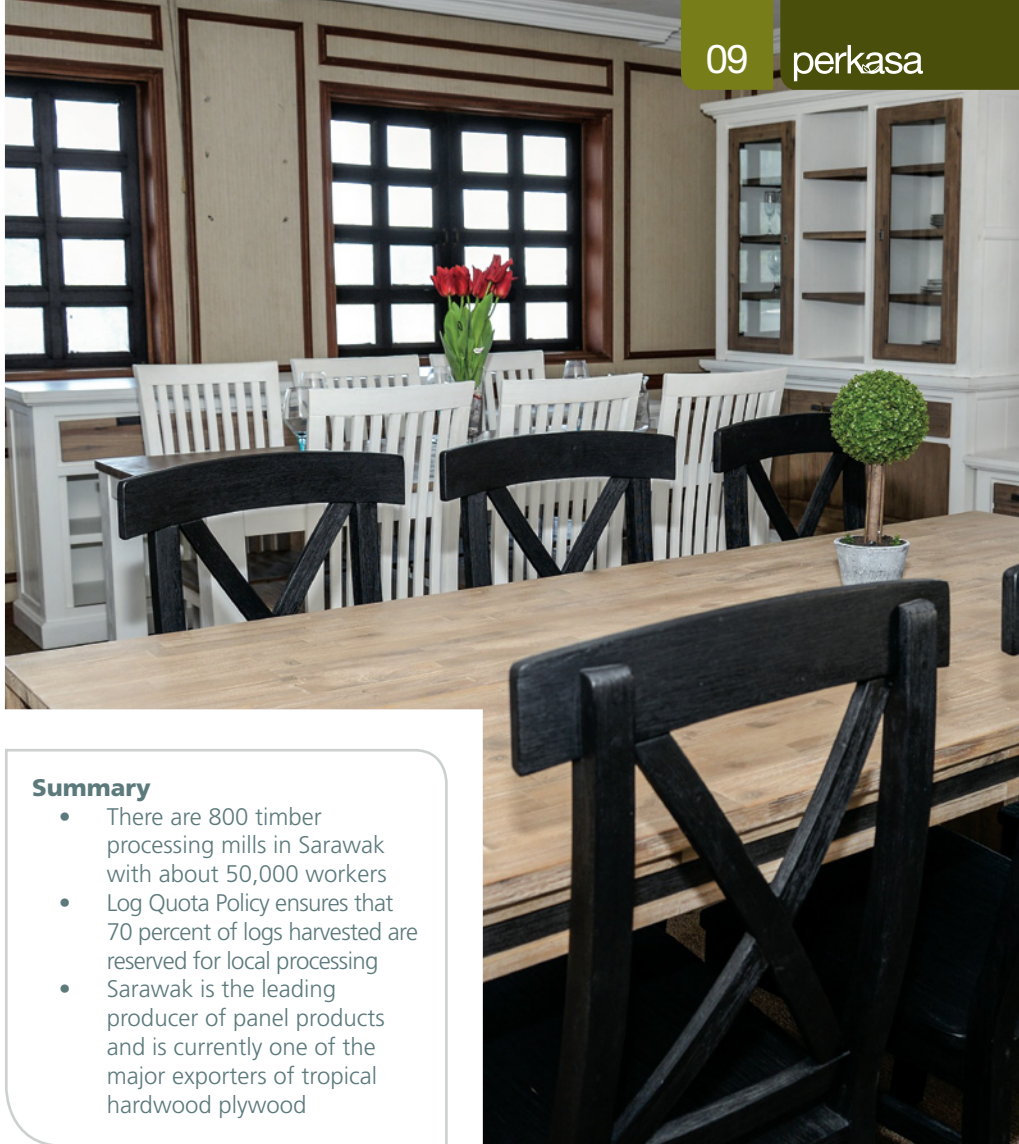 09 perkasa
Summary
• There are 800 timber
processing mills in Sarawak
with about 50,000 workers
• Log Quota Policy ensures that
70 percent of logs harvested are
reserved for local processing
• Sarawak is the leading
producer of panel products
and is currently one of the
major exporters of tropical
hardwood plywood